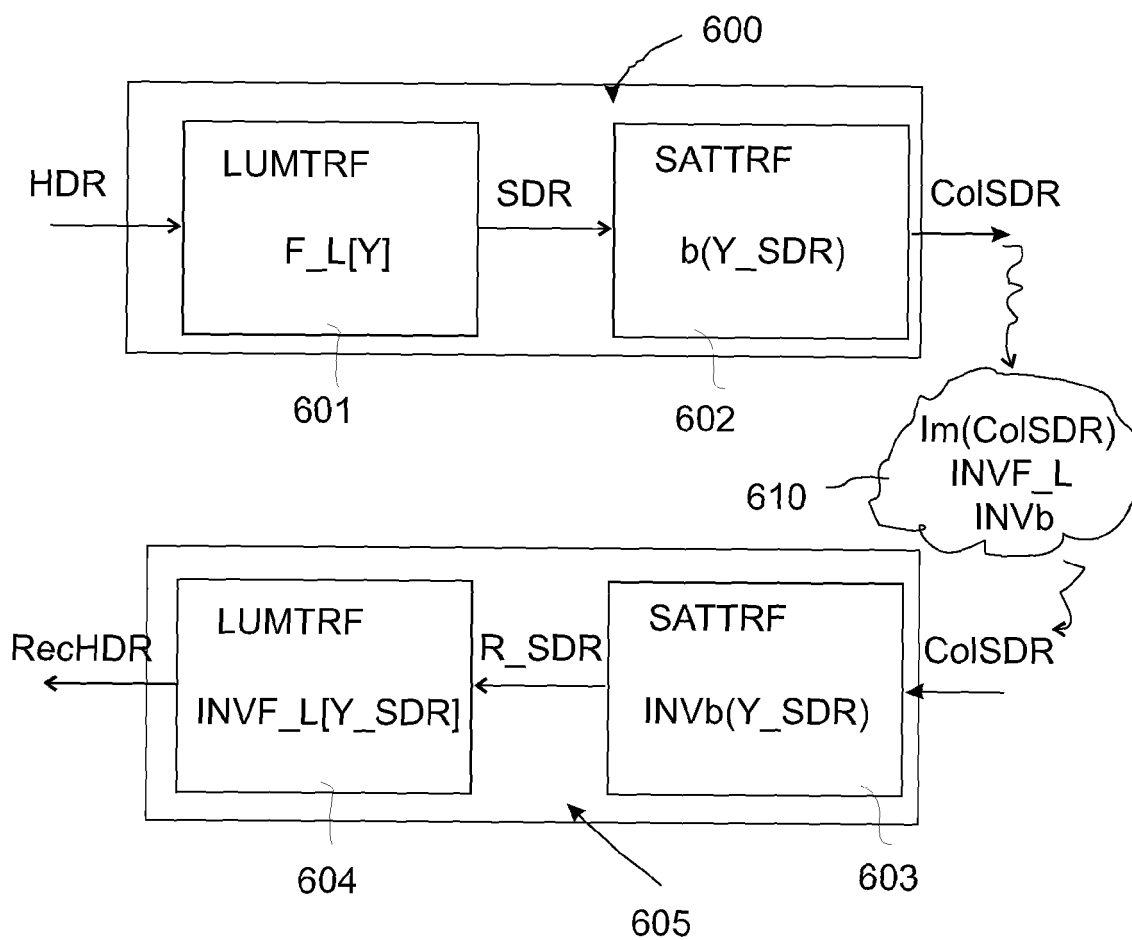 600
HDR
LUMTRF
F_L[Y]
SDR
SATTRF
b(Y_SDR)
ColSDR
601
602
Im(ColSDR)
INVF_L
INVb
610
RecHDR
LUMTRF
INVF_L[Y_SDR]
R_SDR
SATTRF
INVb(Y_SDR)
ColSDR
604
605
603